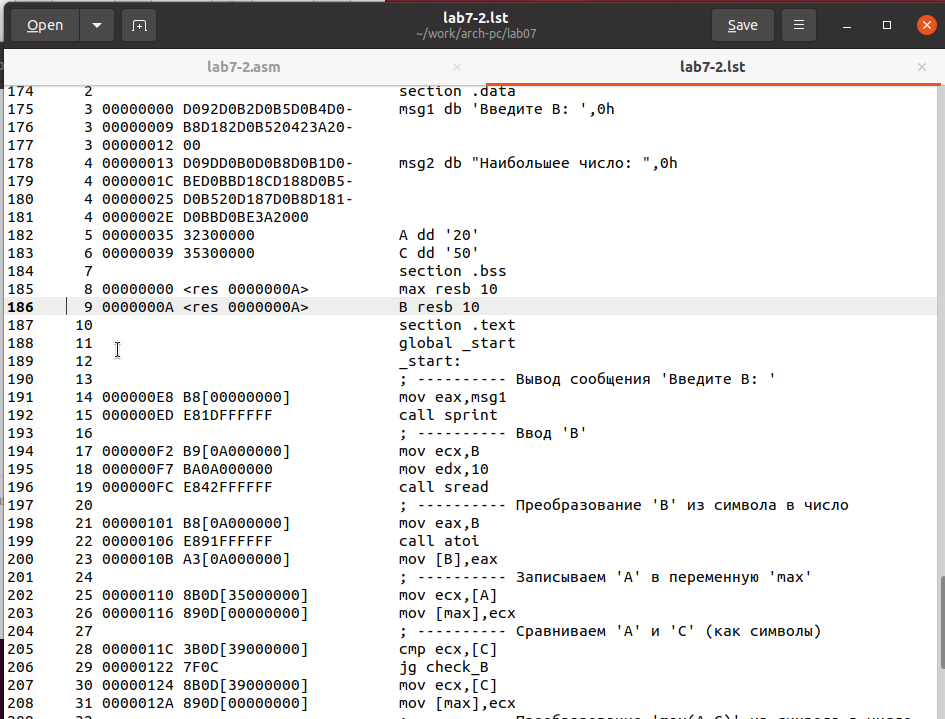 Open
lab7-2.lst
~/work/arch-pc/lab07
Save
lab7-2.asm
lab7-2.lst
174 2 section .data
175 3 00000000 D092D0B2D0B5D0B4D0- msg1 db 'Введите B: ',0h
176 3 00000009 B8D182D0B520423A20-
177 3 00000012 00
178 4 00000013 D09DD0B0D0B8D0B1D0- msg2 db "Наибольшее число: ",0h
179 4 0000001C BED0BBD18CD188D0B5-
180 4 00000025 D0B520D187D0B8D181-
181 4 0000002E D0BBD0BE3A2000
182 5 00000035 32300000 A dd '20'
183 6 00000039 35300000 C dd '50'
184 7 section .bss
185 8 00000000 <res 0000000A> max resb 10
186 9 0000000A <res 0000000A> B resb 10
187 10 section .text
188 11 global _start
189 12 _start:
190 13 ; ---------- Вывод сообщения 'Введите B: '
191 14 000000E8 B8[00000000] mov eax,msg1
192 15 000000ED E81DFFFFFF call sprint
193 16 ; ---------- Ввод 'B'
194 17 000000F2 B9[0A000000] mov ecx,B
195 18 000000F7 BA0A000000 mov edx,10
196 19 000000FC E842FFFFFF call sread
197 20 ; ---------- Преобразование 'B' из символа в число
198 21 00000101 B8[0A000000] mov eax,B
199 22 00000106 E891FFFFFF call atoi
200 23 0000010B A3[0A000000] mov [B],eax
201 24 ; ---------- Записываем 'A' в переменную 'max'
202 25 00000110 8B0D[35000000] mov ecx,[A]
203 26 00000116 890D[00000000] mov [max],ecx
204 27 ; ---------- Сравниваем 'A' и 'C' (как символы)
205 28 0000011C 3B0D[39000000] cmp ecx,[C]
206 29 00000122 7F0C jg check_B
207 30 00000124 8B0D[39000000] mov ecx,[C]
208 31 0000012A 890D[00000000] mov [max],ecx